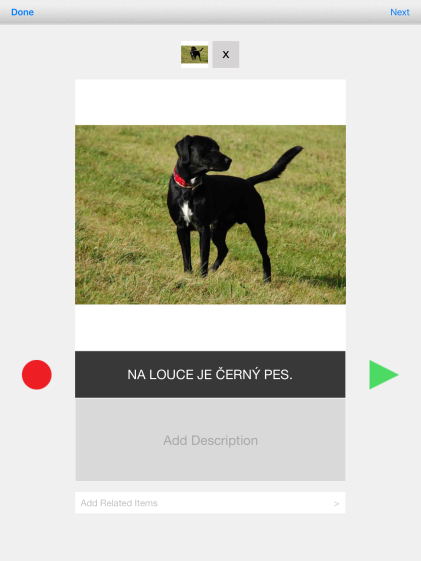 Done
Next
X
NA LOUCE JE ČERNÝ PES.
Add Description
Add Related Items >